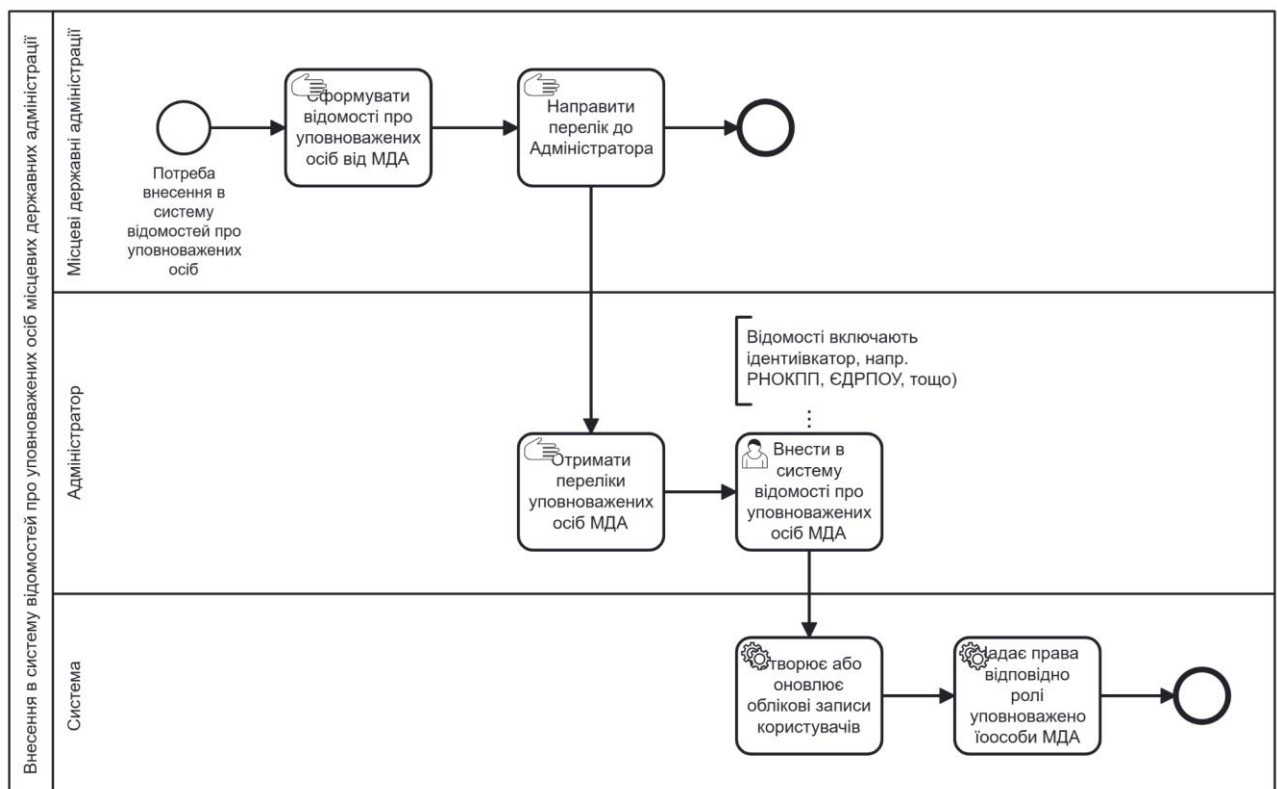 Внесення в систему відомостей про уповноважених осіб місцевих державних адміністрації
Місцеві державні адміністрації
Потреба
внесення в
систему
відомостей про
уповноважених
осіб
Сформувати
відомості про
уповноважених
осіб від МДА
Направити
перелік до
Адміністратора
Адміністратор
Отримати
переліки
уповноважених
осіб МДА
Відомості включають
ідентиівкатор, напр.
РНОКПП, ЄДРПОУ, тощо)
Внести в
систему
відомості про
уповноважених
осіб МДА
Система
Створює або
оновлює
облікові записи
користувачів
Надає права
відповідно
ролі
уповноважено
їоособи МДА